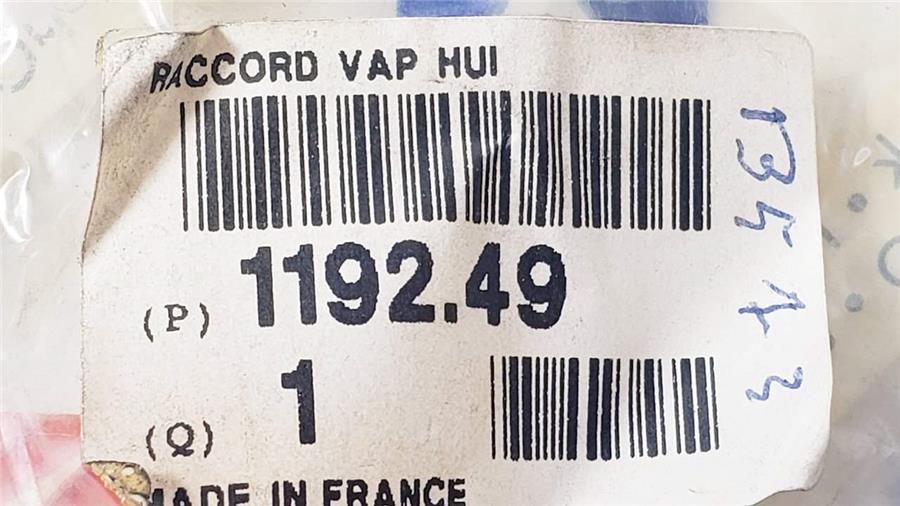 RACCORD VAP HUI
(P) 1192.49
(Q) 1
MADE IN FRANCE